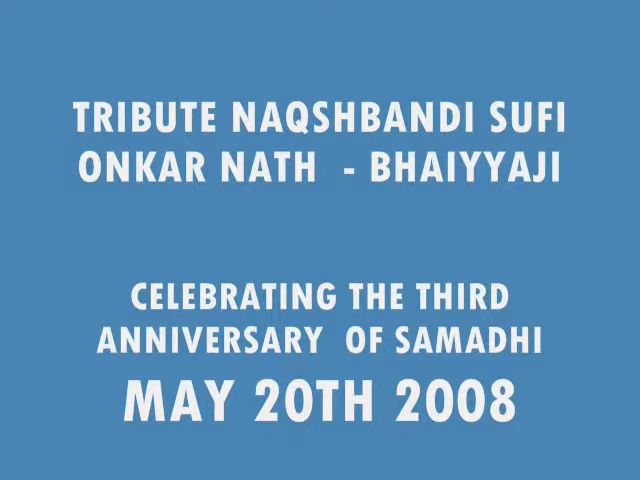 TRIBUTE NAQSHBANDI SUFI
ONKAR NATH - BHAIYYAJI
CELEBRATING THE THIRD
ANNIVERSARY OF SAMADHI
MAY 20TH 2008